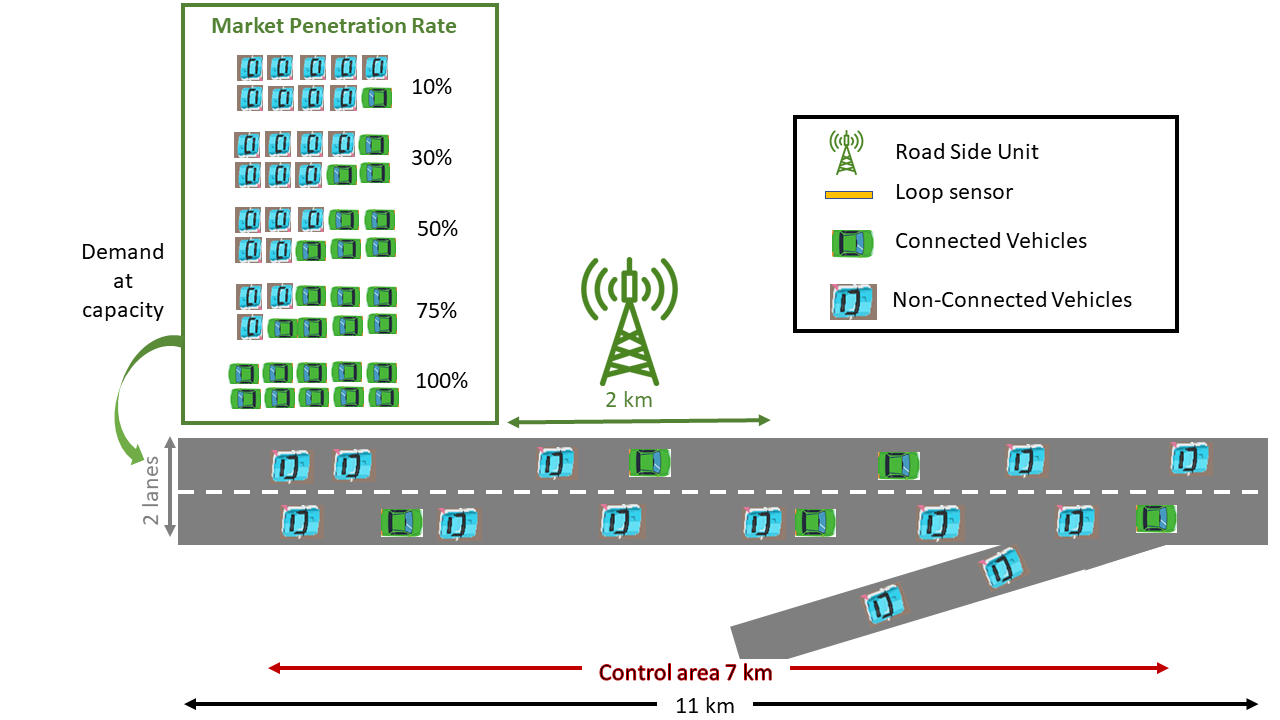 Market Penetration Rate
10%
30%
50%
75%
100%
Demand
at
capacity
Road Side Unit
Loop sensor
Connected Vehicles
Non-Connected Vehicles
2 km
2 lanes
Control area 7 km
11 km